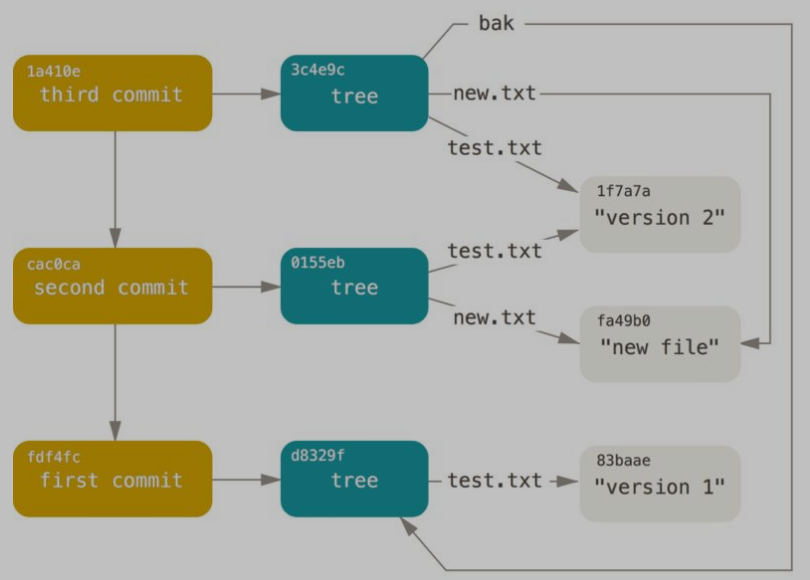 bak
1a410e
third commit
3c4e9c
tree
new.txt
test.txt
1f7a7a
"version 2"
cac0ca
second commit
0155eb
tree
test.txt
new.txt
fa49b0
"new file"
fdf4fc
first commit
d8329f
tree
test.txt
83baae
"version 1"